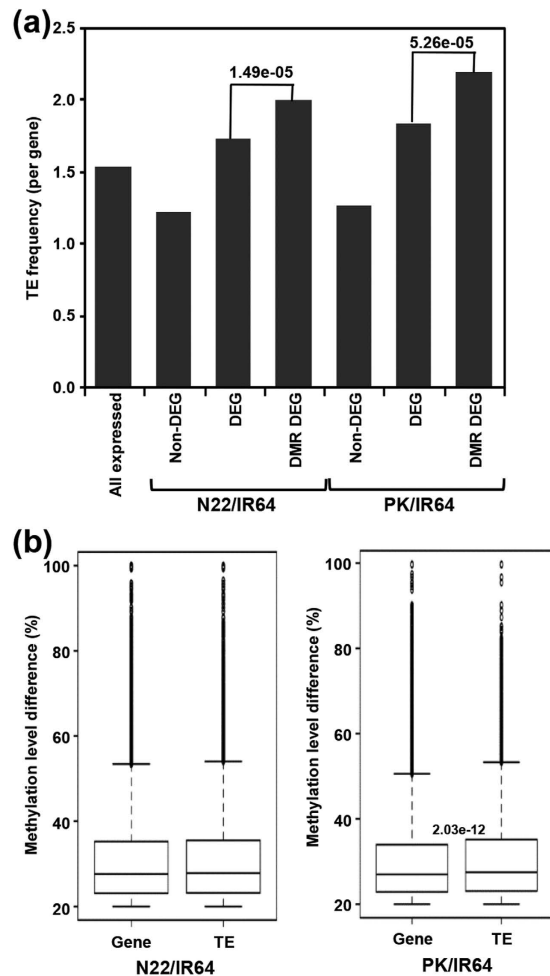 (a)
2.5
2.0
1.5
1.0
0.5
0.0
TE frequency (per gene)
1.49e-05
5.26e-05
All expressed
Non-DEG
DEG
DMR DEG
Non-DEG
DEG
DMR DEG
N22/IR64
PK/IR64
(b)
Methylation level difference (%)
100
80
60
40
20
Gene
TE
N22/IR64
Methylation level difference (%)
100
80
60
40
20
2.03e-12
Gene
TE
PK/IR64